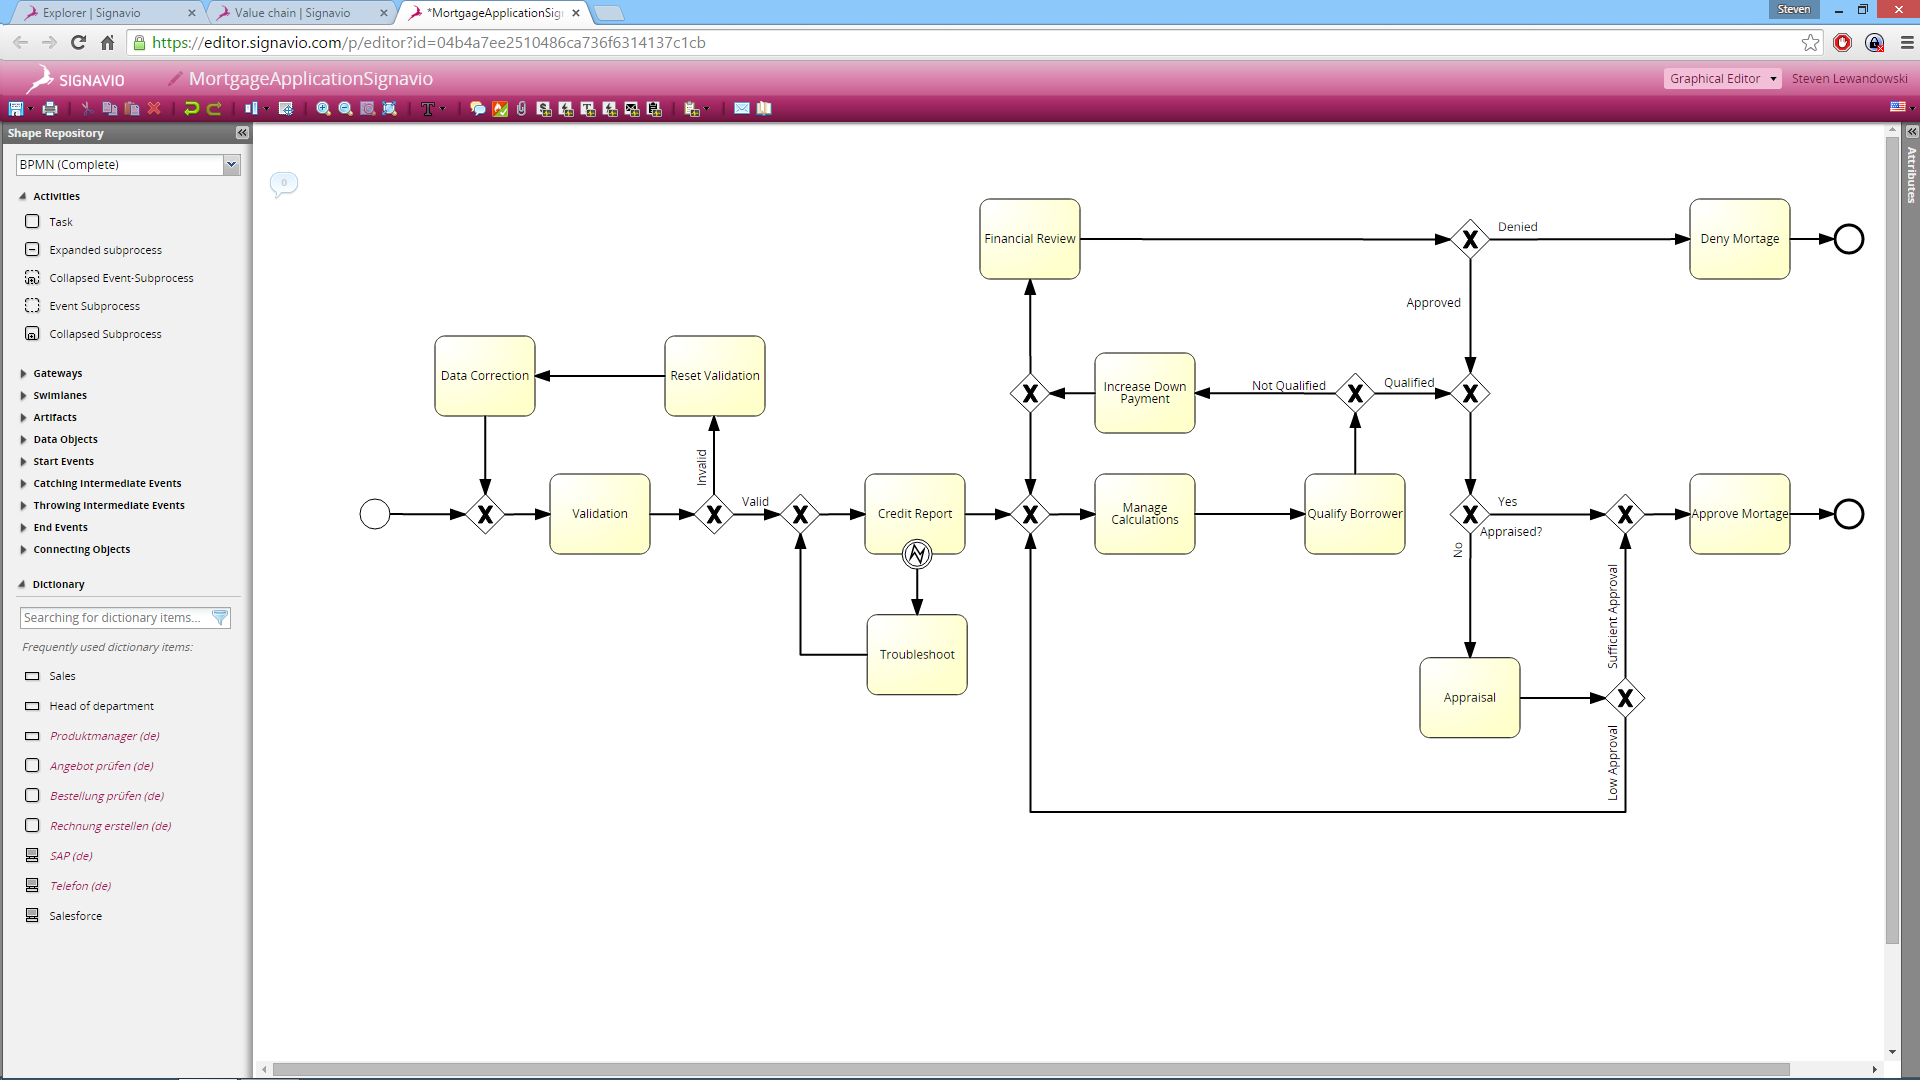 Explorer | Signavio
Value chain | Signavio
*MortgageApplicationSig
Steven
https://editor.signavio.com/p/editor?id=04b4a7ee2510486ca736f6314137c1cb
SIGNAVIO
MortgageApplicationSignavio
Graphical Editor
Steven Lewandowski
Shape Repository
Attributes
BPMN (Complete)
Activities
Task
Expanded subprocess
Collapsed Event-Subprocess
Event Subprocess
Collapsed Subprocess
Gateways
Swimlanes
Artifacts
Data Objects
Start Events
Catching Intermediate Events
Throwing Intermediate Events
End Events
Connecting Objects
Dictionary
Searching for dictionary items...
Frequently used dictionary items:
Sales
Head of department
Produktmanager (de)
Angebot prüfen (de)
Bestellung prüfen (de)
Rechnung erstellen (de)
SAP (de)
Telefon (de)
Salesforce
0
Financial Review
Denied
Deny Mortage
Approved
Data Correction
Reset Validation
Increase Down
Payment
Not Qualified
Qualified
Invalid
Validation
Valid
Credit Report
Manage
Calculations
Qualify Borrower
Yes
Appraised?
No
Approve Mortage
Troubleshoot
Sufficient Approval
Appraisal
Low Approval